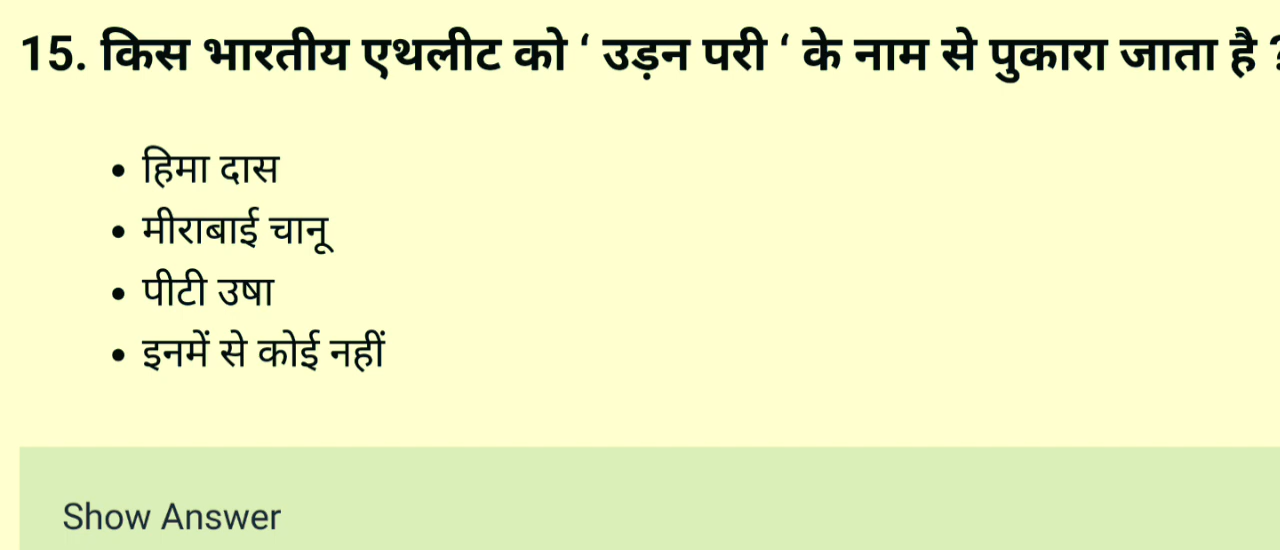 15. किस भारतीय एथलीट को ‘ उड़न परी ‘ के नाम से पुकारा जाता है ?
• हिमा दास
• मीराबाई चानू
• पीटी उषा
• इनमें से कोई नहीं
Show Answer